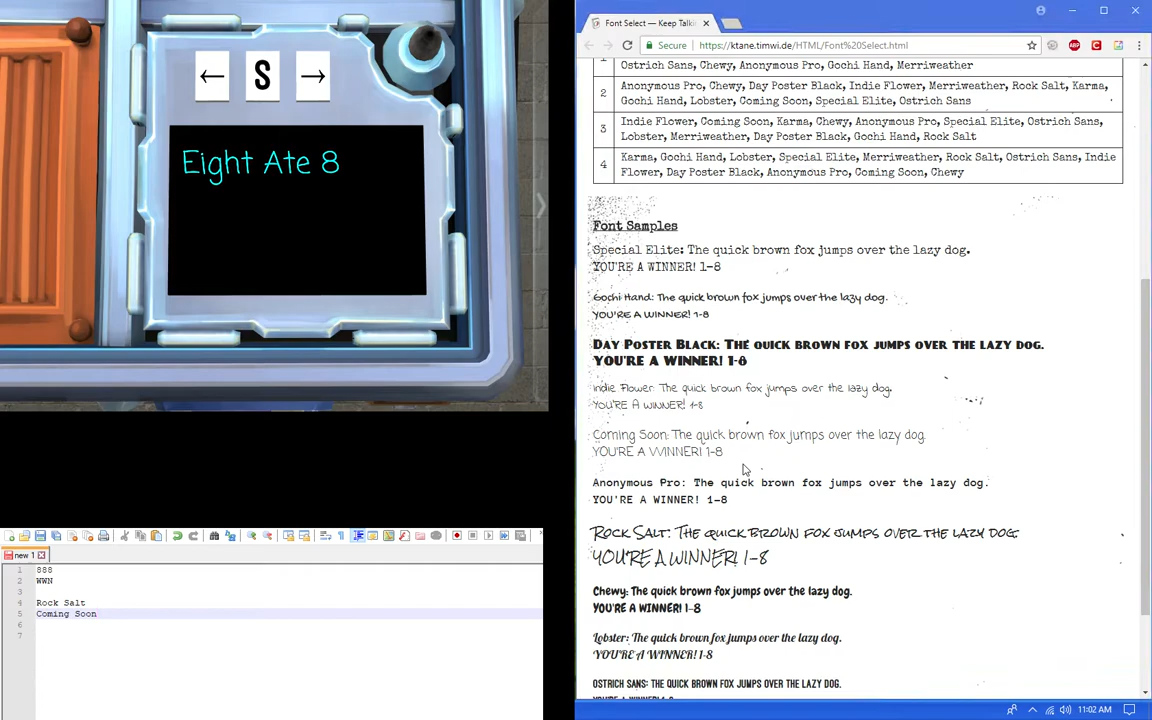 ← S →
Eight Ate 8
Font Select — Keep Talki
Secure
https://ktane.timwi.de/HTML/Font%20Select.html
Ostrich Sans, Chewy, Anonymous Pro, Gochi Hand, Merriweather
2
Anonymous Pro, Chewy, Day Poster Black, Indie Flower, Merriweather, Rock Salt, Karma,
Gochi Hand, Lobster, Coming Soon, Special Elite, Ostrich Sans
3
Indie Flower, Coming Soon, Karma, Chewy, Anonymous Pro, Special Elite, Ostrich Sans,
Lobster, Merriweather, Day Poster Black, Gochi Hand, Rock Salt
4
Karma, Gochi Hand, Lobster, Special Elite, Merriweather, Rock Salt, Ostrich Sans, Indie
Flower, Day Poster Black, Anonymous Pro, Coming Soon, Chewy
Font Samples
Special Elite: The quick brown fox jumps over the lazy dog.
YOU'RE A WINNER! 1-8
Gochi Hand: The quick brown fox jumps over the lazy dog.
YOU'RE A WINNER! 1-8
Day Poster Black: The quick brown fox jumps over the lazy dog.
YOU'RE A WINNER! 1-8
Indie Flower: The quick brown fox jumps over the lazy dog.
YOU'RE A WINNER! 1-8
Coming Soon: The quick brown fox jumps over the lazy dog.
YOU'RE A WINNER! 1-8
Anonymous Pro: The quick brown fox jumps over the lazy dog.
YOU'RE A WINNER! 1-8
Rock Salt: The quick brown fox jumps over the lazy dog.
YOU'RE A WINNER! 1-8
Chewy: The quick brown fox jumps over the lazy dog.
YOU'RE A WINNER! 1-8
Lobster: The quick brown fox jumps over the lazy dog.
YOU'RE A WINNER! 1-8
OSTRICH SANS: THE QUICK BROWN FOX JUMPS OVER THE LAZY DOG.
new 1
1 888
2 WWN
3
4 Rock Salt
5 Coming Soon
6
7
11:02 AM